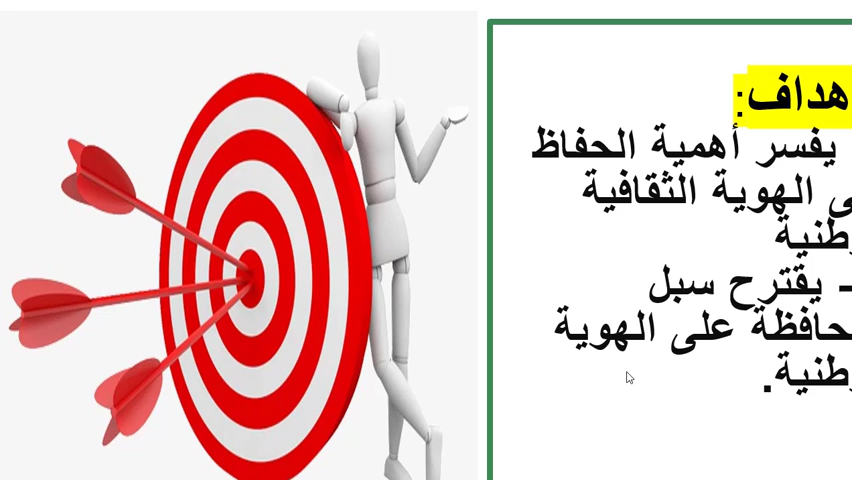 هداف:
يفسر أهمية الحفاظ
ى الهوية الثقافية
طنية
- يقترح سبل
حافظة على الهوية
طنية.